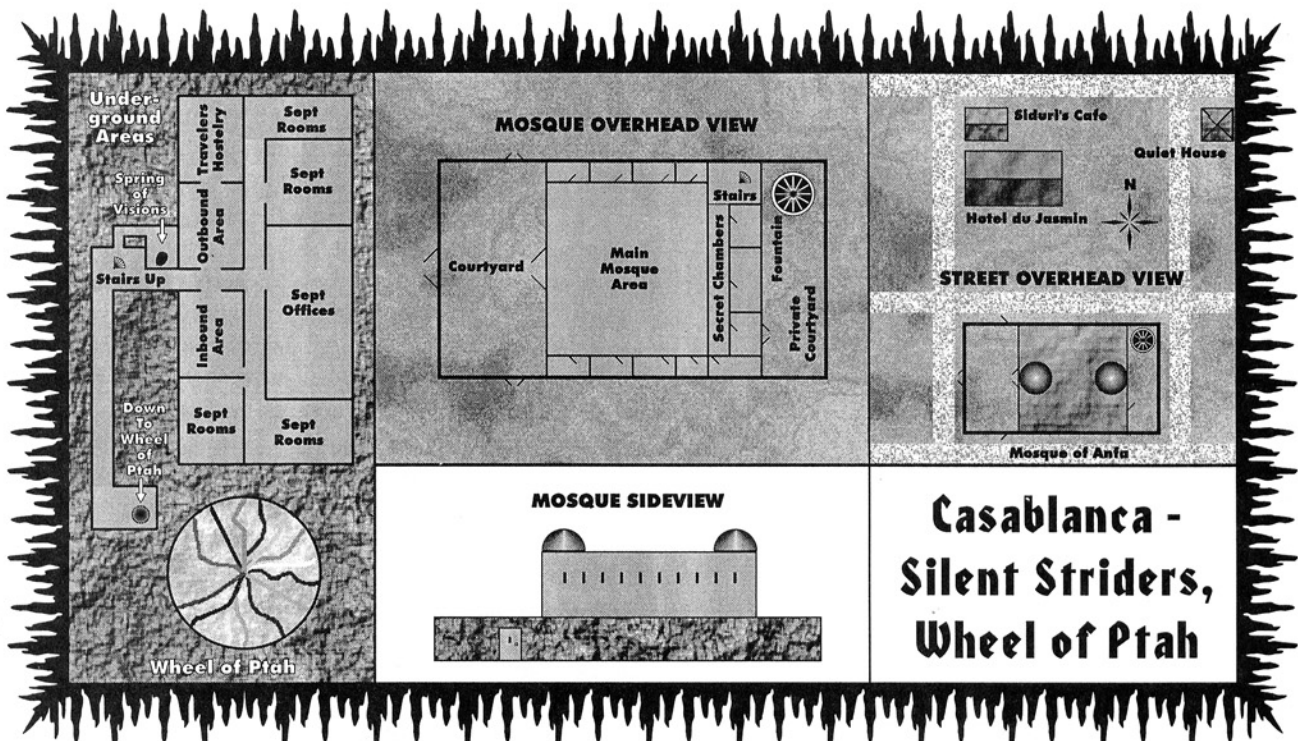 Under-
ground
Areas
Travelers
Hostelry
Sept
Rooms
Spring
of
Visions
Sept
Rooms
Outbound
Area
Stairs Up
Sept
Offices
Inbound
Area
Down
To
Wheel
of
Ptah
Sept
Rooms
Sept
Rooms
Wheel of Ptah
MOSQUE OVERHEAD VIEW
Stairs
Courtyard
Main
Mosque
Area
Secret Chambers
Fountain
Private
Courtyard
MOSQUE SIDEVIEW
Siduri's Cafe
Quiet House
N
Hotel du Jasmin
STREET OVERHEAD VIEW
Mosque of Anfa
Casablanca -
Silent Striders,
Wheel of Ptah